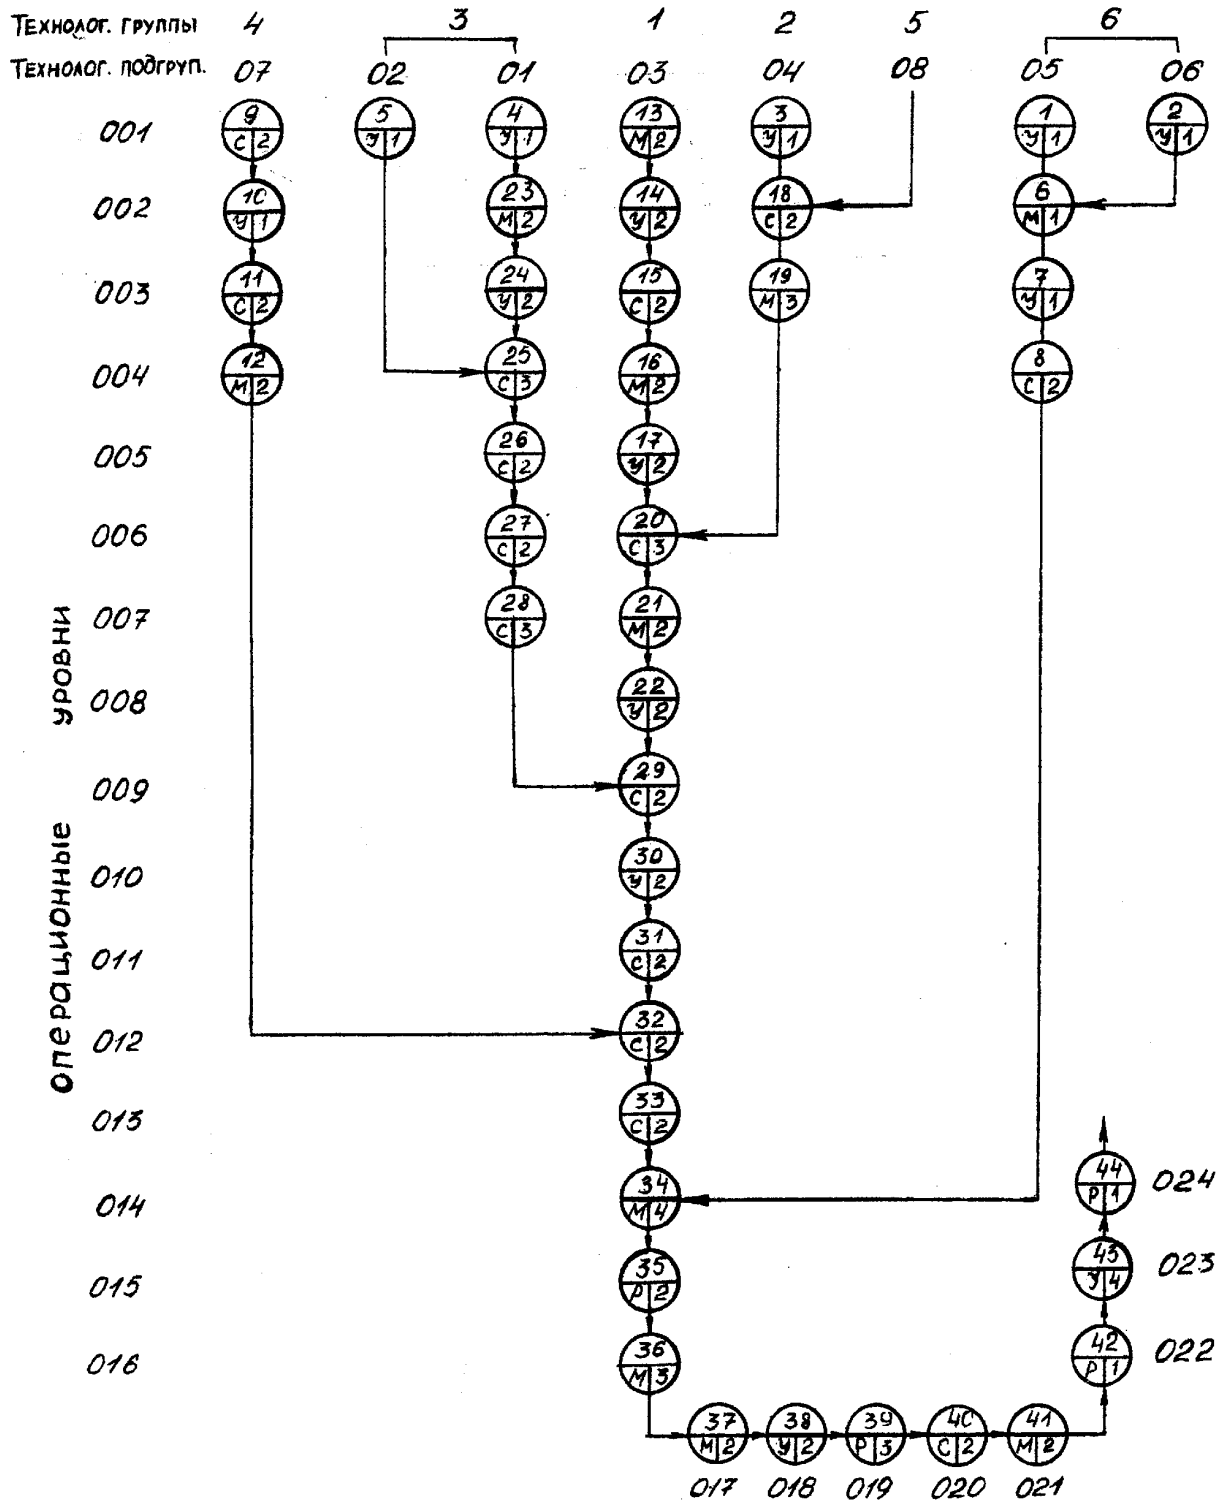 Технолог. группы 4 3 1 2 5 6
Технолог. подгруп. 07 02 01 03 04 08 05 06
001 9 С 2 5 У 1 4 У 1 13 М 2 3 У 1 1 У 1 2 У 1
002 10 У 1 23 М 2 14 У 2 18 С 2 6 М 1
003 11 С 2 24 У 2 15 С 2 19 М 3 7 У 1
004 12 М 2 25 С 3 16 М 2 8 С 2
005 26 С 2 17 У 2
006 27 С 2 20 С 3
007 28 С 3 21 М 2
008 22 У 2
009 29 С 2
010 30 У 2
011 31 С 2
012 32 С 2
013 33 С 2
014 34 М 4 44 Р 1 024
015 35 Р 2 43 У 4 023
016 36 М 3 42 Р 1 022
37 М 2 38 У 2 39 Р 3 40 С 2 41 М 2
017 018 019 020 021
операционные уровни